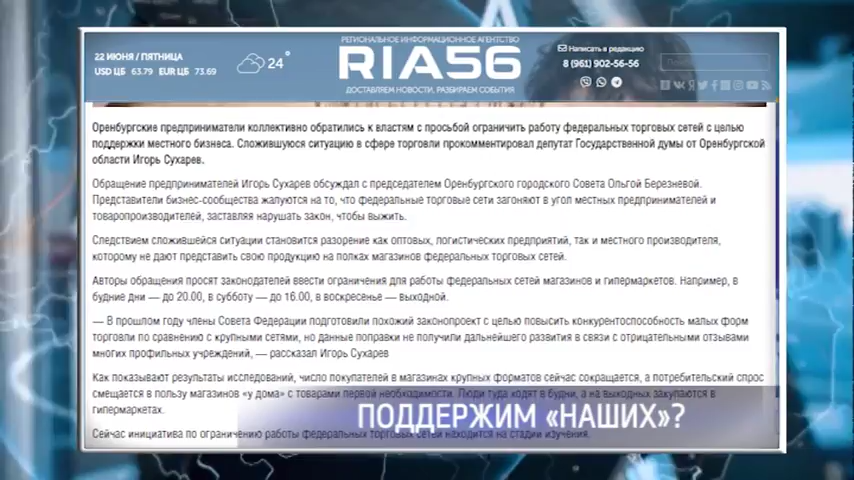 РЕГИОНАЛЬНОЕ ИНФОРМАЦИОННОЕ АГЕНТСТВО
22 ИЮНЯ / ПЯТНИЦА
USD ЦБ 63.79 EUR ЦБ 73.69
24°
RIA56
ДОСТАВЛЯЕМ НОВОСТИ, РАЗБИРАЕМ СОБЫТИЯ
Написать в редакцию
8 (961) 902-56-56
Оренбургские предприниматели коллективно обратились к властям с просьбой ограничить работу федеральных торговых сетей с целью
поддержки местного бизнеса. Сложившуюся ситуацию в сфере торговли прокомментировал депутат Государственной думы от Оренбургской
области Игорь Сухарев.
Обращение предпринимателей Игорь Сухарев обсуждал с председателем Оренбургского городского Совета Ольгой Березневой.
Представители бизнес-сообщества жалуются на то, что федеральные торговые сети загоняют в угол местных предпринимателей и
товаропроизводителей, заставляя нарушать закон, чтобы выжить.
Следствием сложившейся ситуации становится разорение как оптовых, логистических предприятий, так и местного производителя,
которому не дают представить свою продукцию на полках магазинов федеральных торговых сетей.
Авторы обращения просят законодателей ввести ограничения для работы федеральных сетей магазинов и гипермаркетов. Например, в
будние дни — до 20.00, в субботу — до 16.00, в воскресенье — выходной.
— В прошлом году члены Совета Федерации подготовили похожий законопроект с целью повысить конкурентоспособность малых форм
торговли по сравнению с крупными сетями, но данные поправки не получили дальнейшего развития в связи с отрицательными отзывами
многих профильных учреждений, — рассказал Игорь Сухарев
Как показывают результаты исследований, число покупателей в магазинах крупных форматов сейчас сокращается, а потребительский спрос
смещается в пользу магазинов «у дома» с товарами первой необходимости. Люди туда ходят в будни, а на выходных закупаются в
гипермаркетах.
ПОДДЕРЖИМ «НАШИХ»?
Сейчас инициатива по ограничению работы федеральных торговых сетей находится на стадии изучения.